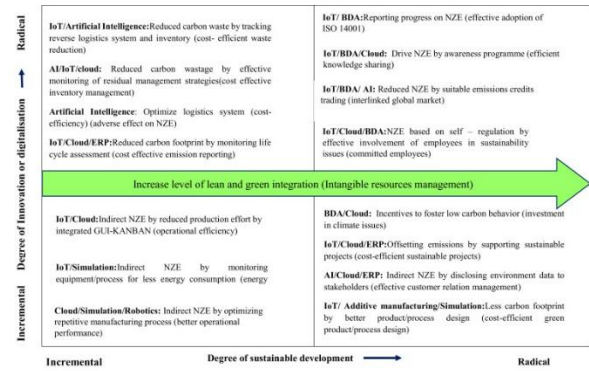 Radical
Degree of Innovation or digitalisation
Incremental
IoT/Artificial Intelligence:Reduced carbon waste by tracking
reverse logistics system and inventory (cost- efficient waste
reduction)
AI/IoT/cloud: Reduced carbon wastage by effective
monitoring of residual management strategies(cost effective
inventory management)
Artificial Intelligence: Optimize logistics system (cost-
efficiency) (adverse effect on NZE)
IoT/Cloud/ERP:Reduced carbon footprint by monitoring life
cycle assessment (cost effective emission reporting)
IoT/ BDA:Reporting progress on NZE (effective adoption of
ISO 14001)
IoT/BDA/Cloud: Drive NZE by awareness programme (efficient
knowledge sharing)
IoT/BDA/ AI: Reduced NZE by suitable emissions credits
trading (interlinked global market)
IoT/Cloud/BDA:NZE based on self – regulation by
effective involvement of employees in sustainability
issues (committed employees)
Increase level of lean and green integration (Intangible resources management)
IoT/Cloud:Indirect NZE by reduced production effort by
integrated GUI-KANBAN (operational efficiency)
IoT/Simulation:Indirect NZE by monitoring
equipment/process for less energy consumption (energy
Cloud/Simulation/Robotics: Indirect NZE by optimizing
repetitive manufacturing process (better operational
performance)
BDA/Cloud: Incentives to foster low carbon behavior (investment
in climate issues)
IoT/Cloud/ERP:Offsetting emissions by supporting sustainable
projects (cost-efficient sustainable projects)
AI/Cloud/ERP: Indirect NZE by disclosing environment data to
stakeholders (effective customer relation management)
IoT/ Additive manufacturing/Simulation:Less carbon footprint
by better product/process design (cost-efficient green
product/process design)
Incremental
Degree of sustainable development
Radical